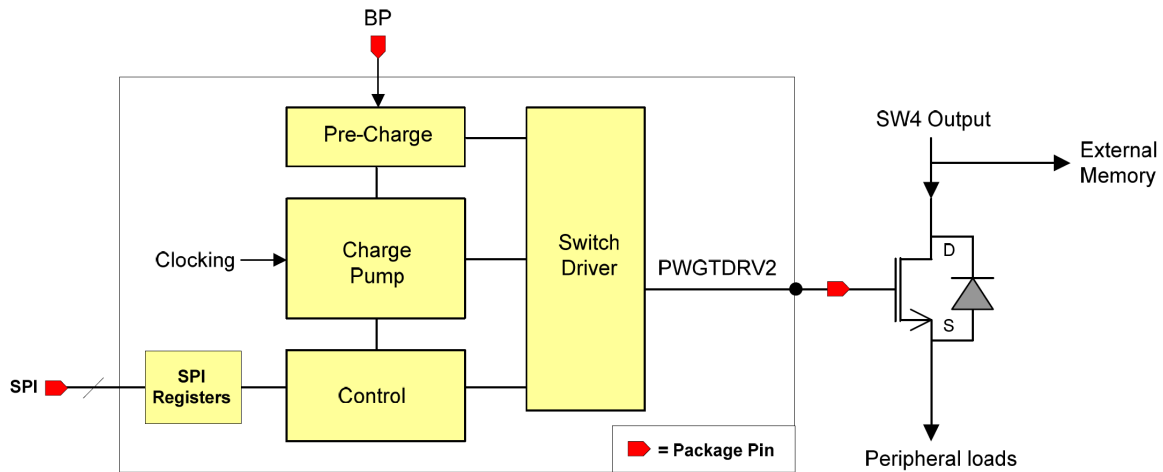 BP
Pre-Charge
SW4 Output
External
Memory
Clocking
Charge
Pump
Switch
Driver
PWGTDRV2
D
S
SPI
SPI
Registers
Control
= Package Pin
Peripheral loads